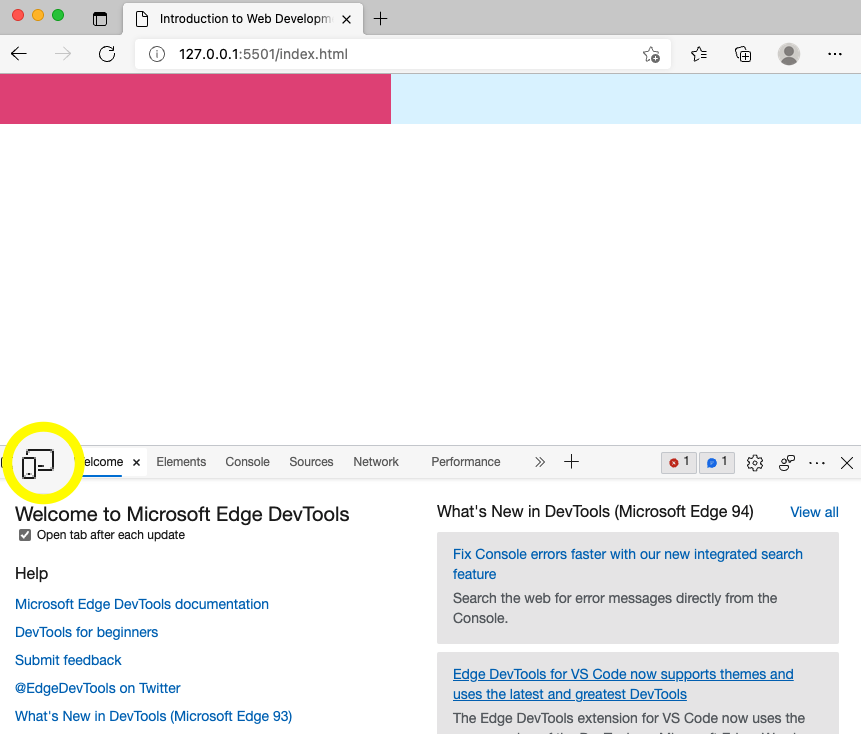 Introduction to Web Developm
127.0.0.1:5501/index.html
elcome Elements Console Sources Network Performance 1 1
Welcome to Microsoft Edge DevTools
Open tab after each update
Help
Microsoft Edge DevTools documentation
DevTools for beginners
Submit feedback
@EdgeDevTools on Twitter
What's New in DevTools (Microsoft Edge 93)
What's New in DevTools (Microsoft Edge 94) View all
Fix Console errors faster with our new integrated search
feature
Search the web for error messages directly from the
Console.
Edge DevTools for VS Code now supports themes and
uses the latest and greatest DevTools
The Edge DevTools extension for VS Code now uses the